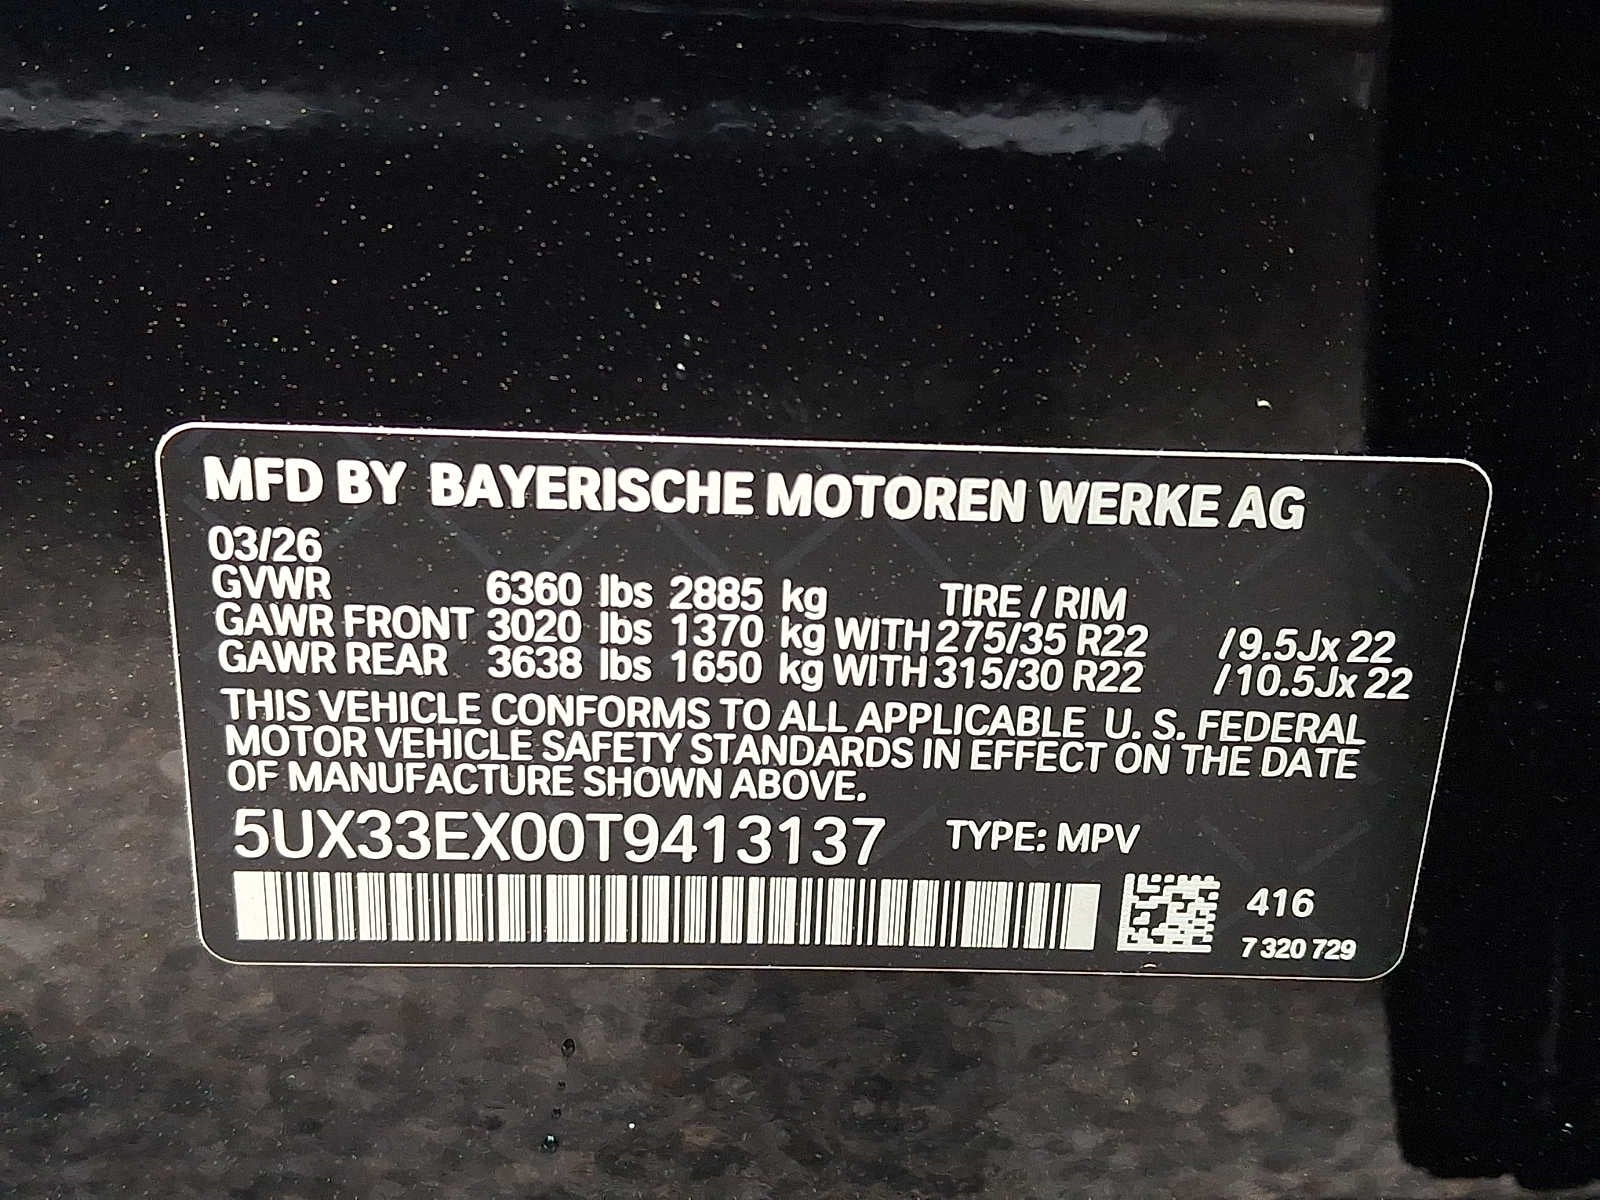 MFD BY BAYERISCHE MOTOREN WERKE AG
03/26
GVWR 6360 lbs 2885 kg TIRE / RIM
GAWR FRONT 3020 lbs 1370 kg WITH 275/35 R22 /9.5Jx 22
GAWR REAR 3638 lbs 1650 kg WITH 315/30 R22 /10.5Jx 22
THIS VEHICLE CONFORMS TO ALL APPLICABLE U. S. FEDERAL
MOTOR VEHICLE SAFETY STANDARDS IN EFFECT ON THE DATE
OF MANUFACTURE SHOWN ABOVE.
5UX33EX00T9413137 TYPE: MPV
416
7 320 729